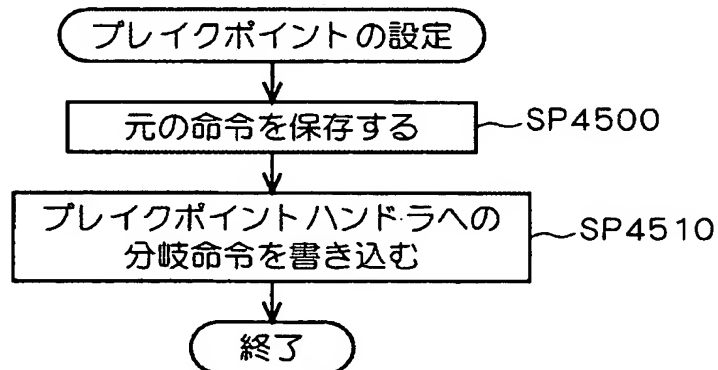 ブレイクポイントの設定
元の命令を保存する
SP4500
ブレイクポイントハンドラへの
分岐命令を書き込む
SP4510
終了